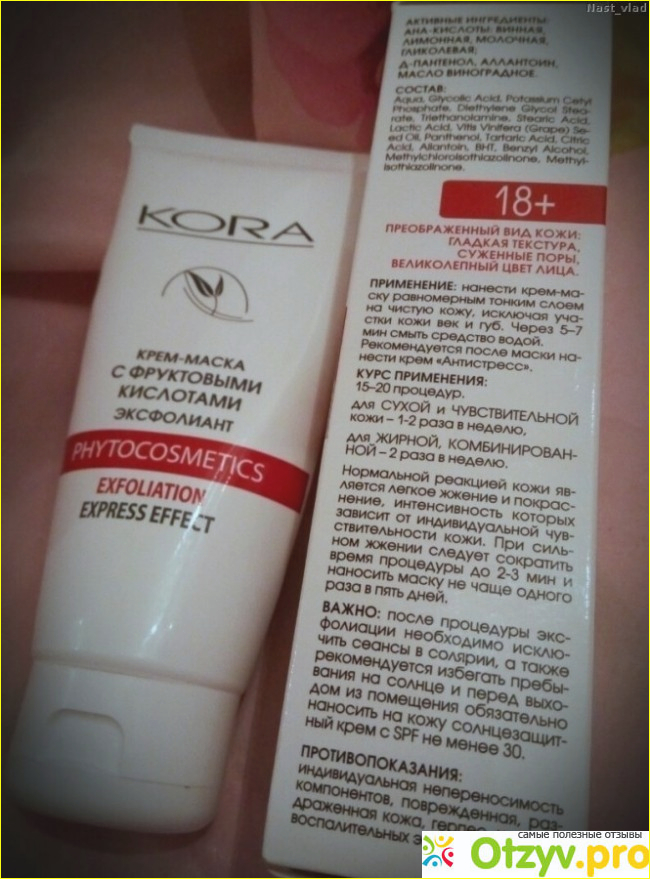 Nast_vlad
KORA
КРЕМ-МАСКА
С ФРУКТОВЫМИ
КИСЛОТАМИ
ЭКСФОЛИАНТ
PHYTOCOSMETICS
EXFOLIATION
EXPRESS EFFECT
АКТИВНЫЕ ИНГРЕДИЕНТЫ:
АНА-КИСЛОТЫ: ВИННАЯ,
ЛИМОННАЯ, МОЛОЧНАЯ,
ГЛИКОЛЕВАЯ;
Д-ПАНТЕНОЛ, АЛЛАНТОИН,
МАСЛО ВИНОГРАДНОЕ.
СОСТАВ:
Aqua, Glycolic Acid, Potassium Cetyl
Phosphate, Diethylene Glycol Stea-
rate, Triethanolamine, Stearic Acid,
Lactic Acid, Vitis Vinifera (Grape) Se-
ed Oil, Panthenol, Tartaric Acid, Citric
Acid, Allantoin, BHT, Benzyl Alcohol,
Methylchloroisothiazolinone, Methyl-
isothiazolinone.
18+
ПРЕОБРАЖЕННЫЙ ВИД КОЖИ:
ГЛАДКАЯ ТЕКСТУРА,
СУЖЕННЫЕ ПОРЫ,
ВЕЛИКОЛЕПНЫЙ ЦВЕТ ЛИЦА.
ПРИМЕНЕНИЕ: нанести крем-ма-
ску равномерным тонким слоем
на чистую кожу, исключая уча-
стки кожи век и губ. Через 5–7
мин смыть средство водой.
Рекомендуется после маски на-
нести крем «Антистресс».
КУРС ПРИМЕНЕНИЯ:
15–20 процедур.
для СУХОЙ И ЧУВСТВИТЕЛЬНОЙ
кожи – 1-2 раза в неделю,
для ЖИРНОЙ, КОМБИНИРОВАН-
НОЙ – 2 раза в неделю.
Нормальной реакцией кожи яв-
ляется легкое жжение и покрас-
нение, интенсивность которых
зависит от индивидуальной чув-
ствительности кожи. При силь-
ном жжении следует сократить
время процедуры до 2-3 мин и
наносить маску не чаще одного
раза в пять дней.
ВАЖНО: после процедуры экс-
фолиации необходимо исклю-
чить сеансы в солярии, а также
рекомендуется избегать пребы-
вания на солнце и перед выхо-
дом из помещения обязательно
наносить на кожу солнцезащит-
ный крем с SPF не менее 30.
ПРОТИВОПОКАЗАНИЯ:
индивидуальная непереносимость
компонентов, поврежденная, раз-
драженная кожа, герпес
воспалительных
самые полезные отзывы
Otzyv.pro